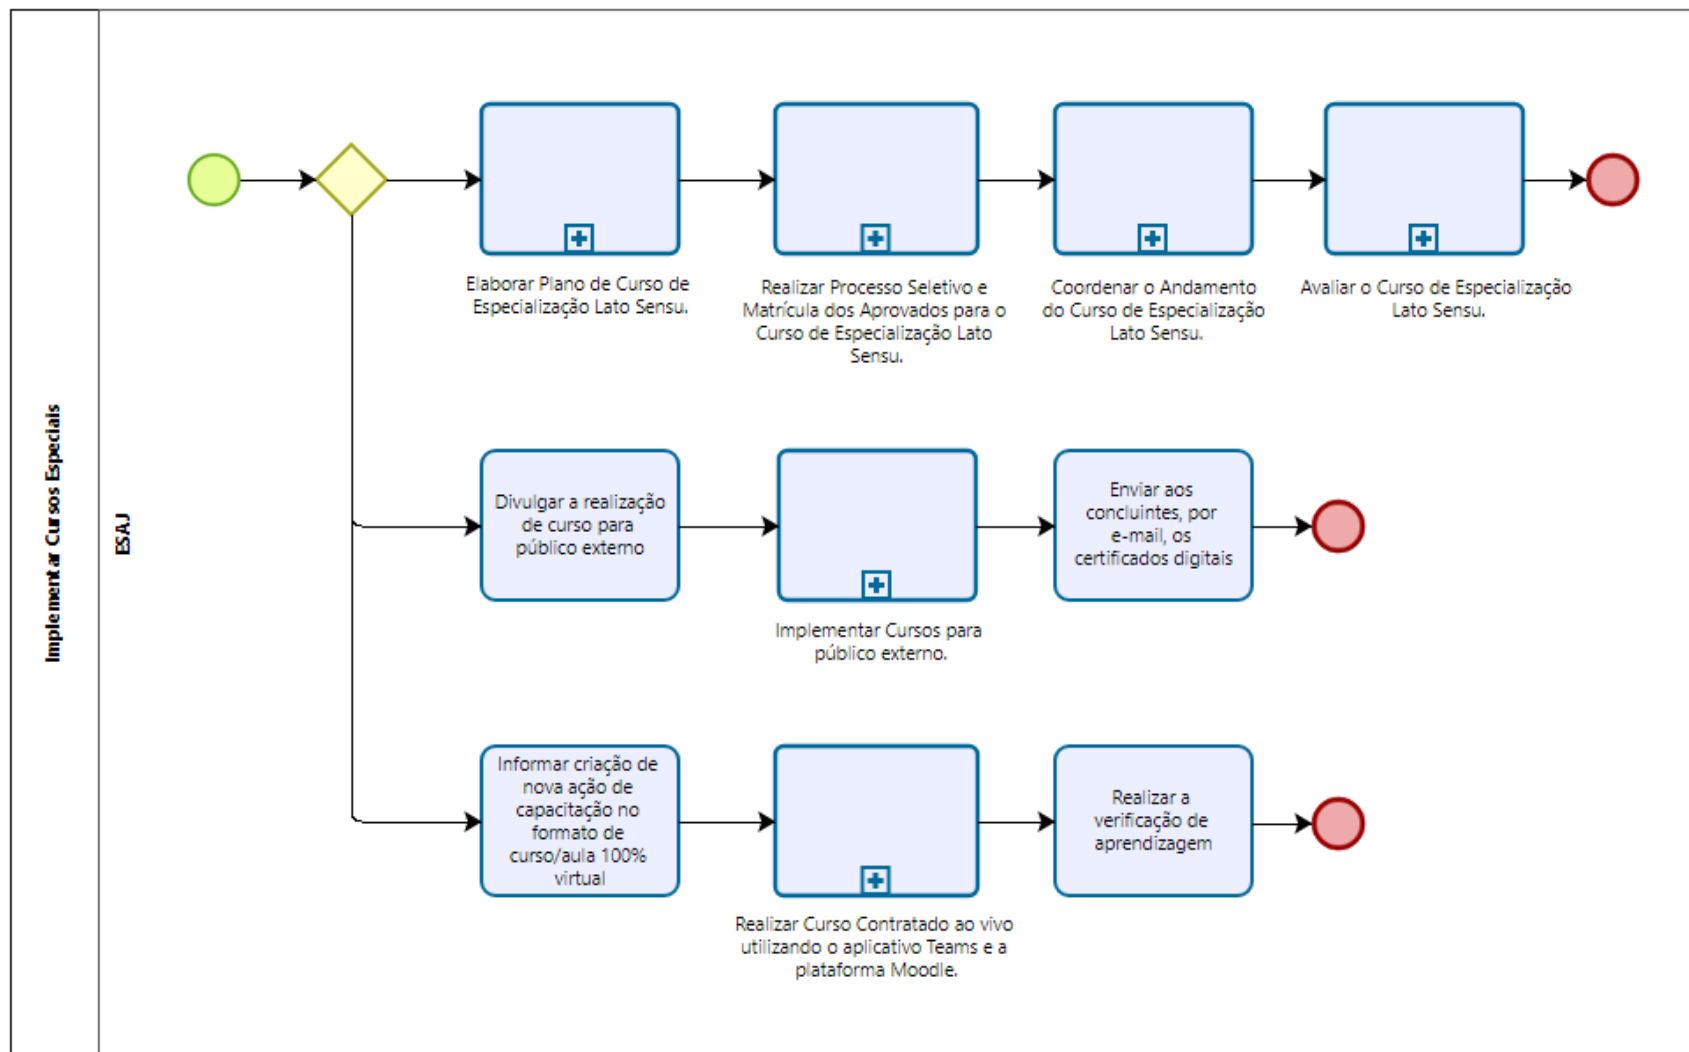 Implementar Cursos Especiais
ESAJ
Elaborar Plano de Curso de
Especialização Lato Sensu.
Realizar Processo Seletivo e
Matrícula dos Aprovados para o
Curso de Especialização Lato
Sensu.
Coordenar o Andamento
do Curso de Especialização
Lato Sensu.
Avaliar o Curso de Especialização
Lato Sensu.
Divulgar a realização
de curso para
público externo
Implementar Cursos para
público externo.
Enviar aos
concluintes, por
e-mail, os
certificados digitais
Informar criação de
nova ação de
capacitação no
formato de
curso/aula 100%
virtual
Realizar Curso Contratado ao vivo
utilizando o aplicativo Teams e a
plataforma Moodle.
Realizar a
verificação de
aprendizagem